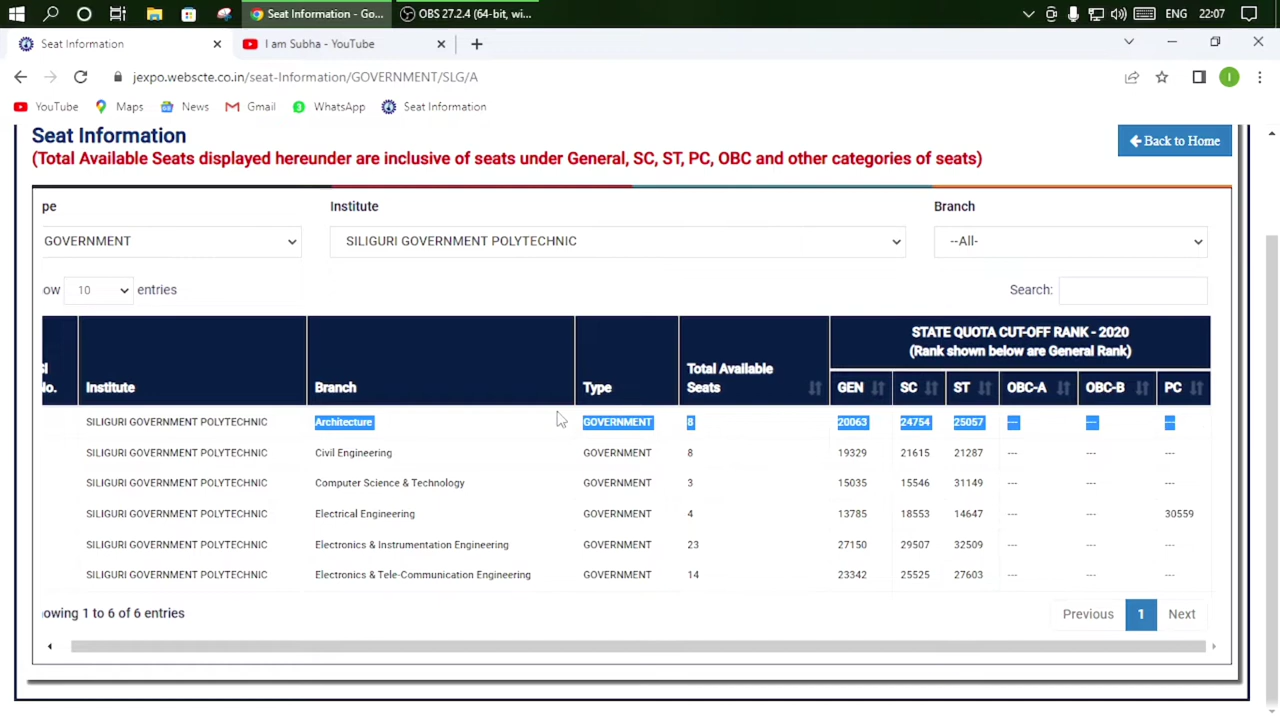 Seat Information - Go...
OBS 27.2.4 (64-bit, wi...
ENG 22:07
Seat Information
I am Subha - YouTube
jexpo.webscte.co.in/seat-Information/GOVERNMENT/SLG/A
I
YouTube Maps News Gmail WhatsApp Seat Information
Seat Information
Back to Home
(Total Available Seats displayed hereunder are inclusive of seats under General, SC, ST, PC, OBC and other categories of seats)
pe Institute Branch
GOVERNMENT SILIGURI GOVERNMENT POLYTECHNIC --All-
ow 10 entries Search:
STATE QUOTA CUT-OFF RANK - 2020
(Rank shown below are General Rank)
Sl No. Institute Branch Type Total Available Seats GEN SC ST OBC-A OBC-B PC
SILIGURI GOVERNMENT POLYTECHNIC Architecture GOVERNMENT 8 20063 24754 25057 --- --- ---
SILIGURI GOVERNMENT POLYTECHNIC Civil Engineering GOVERNMENT 8 19329 21615 21287 --- --- ---
SILIGURI GOVERNMENT POLYTECHNIC Computer Science & Technology GOVERNMENT 3 15035 15546 31149 --- --- ---
SILIGURI GOVERNMENT POLYTECHNIC Electrical Engineering GOVERNMENT 4 13785 18553 14647 --- --- 30559
SILIGURI GOVERNMENT POLYTECHNIC Electronics & Instrumentation Engineering GOVERNMENT 23 27150 29507 32509 --- --- ---
SILIGURI GOVERNMENT POLYTECHNIC Electronics & Tele-Communication Engineering GOVERNMENT 14 23342 25525 27603 --- --- ---
owing 1 to 6 of 6 entries Previous 1 Next